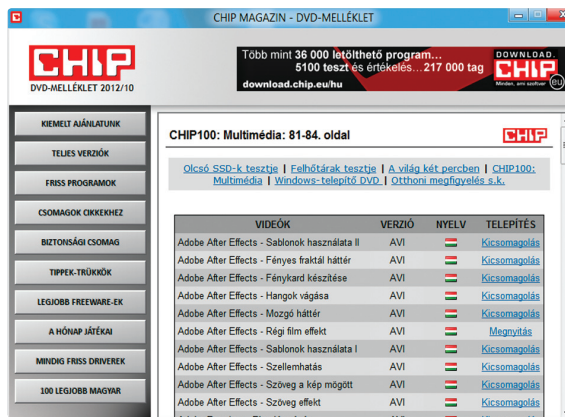 CHIP MAGAZIN - DVD-MELLÉKLET
CHIP
DVD-MELLÉKLET 2012/10
Több mint 36 000 letölthető program...
5100 teszt és értékelés...217 000 tag
download.chip.eu/hu
DOWNLOAD.
CHIP
Minden, ami szoftver
eu
KIEMELT AJÁNLATUNK
TELJES VERZIÓK
FRISS PROGRAMOK
CSOMAGOK CIKKEKHEZ
BIZTONSÁGI CSOMAG
TIPPEK-TRÜKKÖK
LEGJOBB FREEWARE-EK
A HÓNAP JÁTÉKAI
MINDIG FRISS DRIVEREK
100 LEGJOBB MAGYAR
CHIP100: Multimédia: 81-84. oldal
CHIP
Olcsó SSD-k tesztje | Felhőtárak tesztje | A világ két percben | CHIP100:
Multimédia | Windows-telepítő DVD | Otthoni megfigyelés s.k.
VIDEÓK VERZIÓ NYELV TELEPÍTÉS
Adobe After Effects - Sablonok használata II AVI Kicsomagolás
Adobe After Effects - Fényes fraktál háttér AVI Kicsomagolás
Adobe After Effects - Fénykard készítése AVI Kicsomagolás
Adobe After Effects - Hangok vágása AVI Kicsomagolás
Adobe After Effects - Mozgó háttér AVI Kicsomagolás
Adobe After Effects - Régi film effekt AVI Megnyitás
Adobe After Effects - Sablonok használata I AVI Kicsomagolás
Adobe After Effects - Szellemhatás AVI Kicsomagolás
Adobe After Effects - Szöveg a kép mögött AVI Kicsomagolás
Adobe After Effects - Szöveg effekt AVI Kicsomagolás